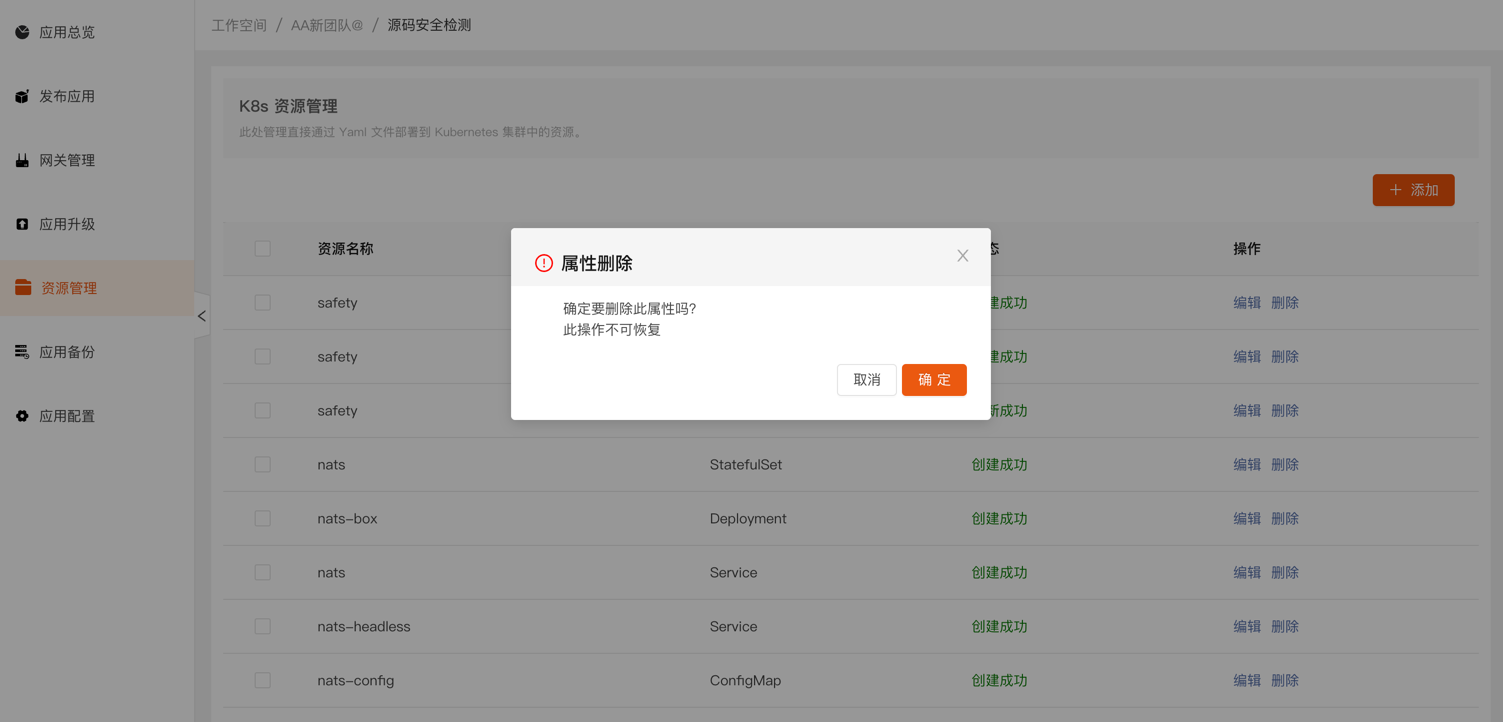 应用总览
发布应用
网关管理
应用升级
资源管理
应用备份
应用配置
工作空间 / AA新团队@ / 源码安全检测
K8s 资源管理
此处管理直接通过 Yaml 文件部署到 Kubernetes 集群中的资源。
+ 添加
资源名称 态 操作
safety 建成功 编辑 删除
safety 建成功 编辑 删除
safety 新成功 编辑 删除
nats StatefulSet 创建成功 编辑 删除
nats-box Deployment 创建成功 编辑 删除
nats Service 创建成功 编辑 删除
nats-headless Service 创建成功 编辑 删除
nats-config ConfigMap 创建成功 编辑 删除
属性删除
确定要删除此属性吗?
此操作不可恢复
取消 确定